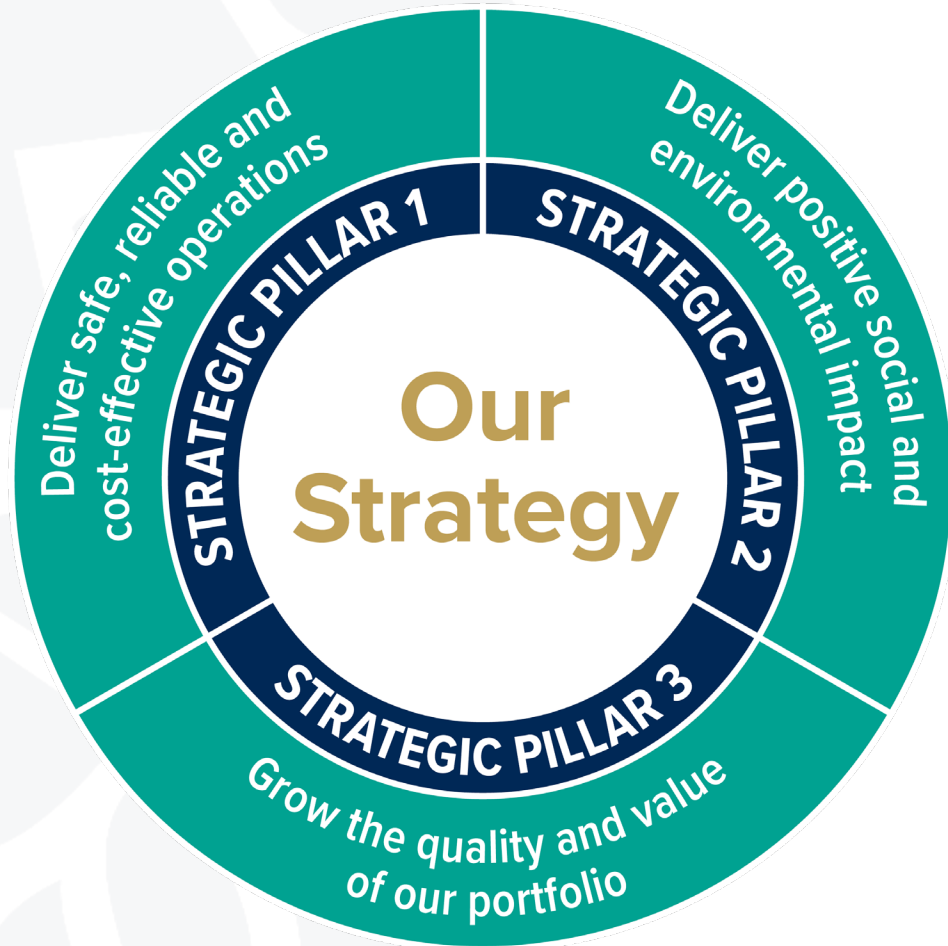 Our
Strategy
STRATEGIC PILLAR 1
Deliver safe, reliable and
cost-effective operations
STRATEGIC PILLAR 2
Deliver positive social and
environmental impact
STRATEGIC PILLAR 3
Grow the quality and value
of our portfolio